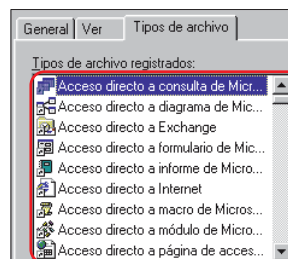 General Ver Tipos de archivo
Tipos de archivo registrados:
Acceso directo a consulta de Micr...
Acceso directo a diagrama de Mic...
Acceso directo a Exchange
Acceso directo a formulario de Mic...
Acceso directo a informe de Micro...
Acceso directo a Internet
Acceso directo a macro de Micros...
Acceso directo a módulo de Micro...
Acceso directo a página de acces...